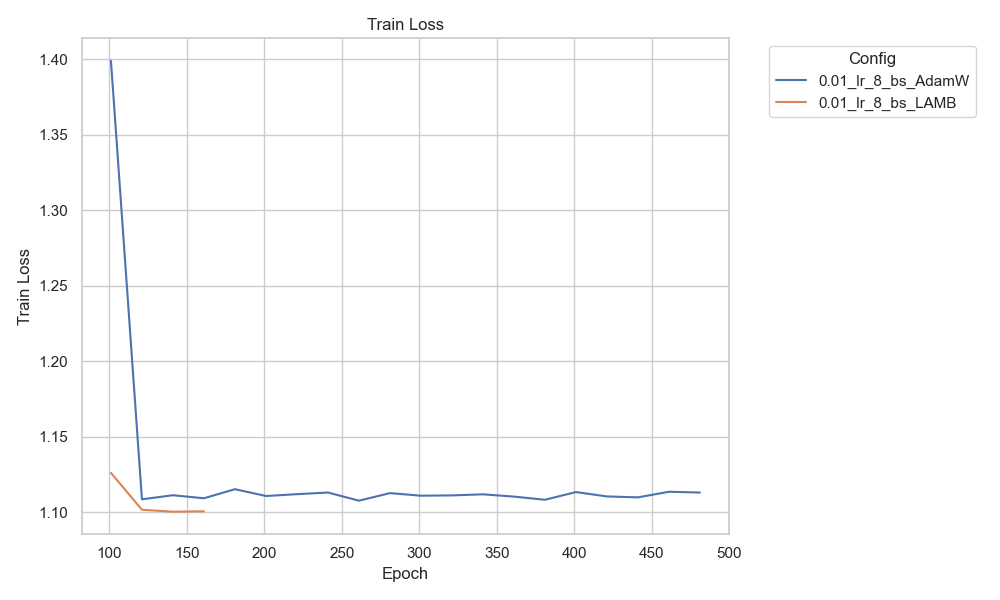 Train Loss
Config
0.01_lr_8_bs_AdamW
0.01_lr_8_bs_LAMB
Train Loss
1.40
1.35
1.30
1.25
1.20
1.15
1.10
100 150 200 250 300 350 400 450 500
Epoch